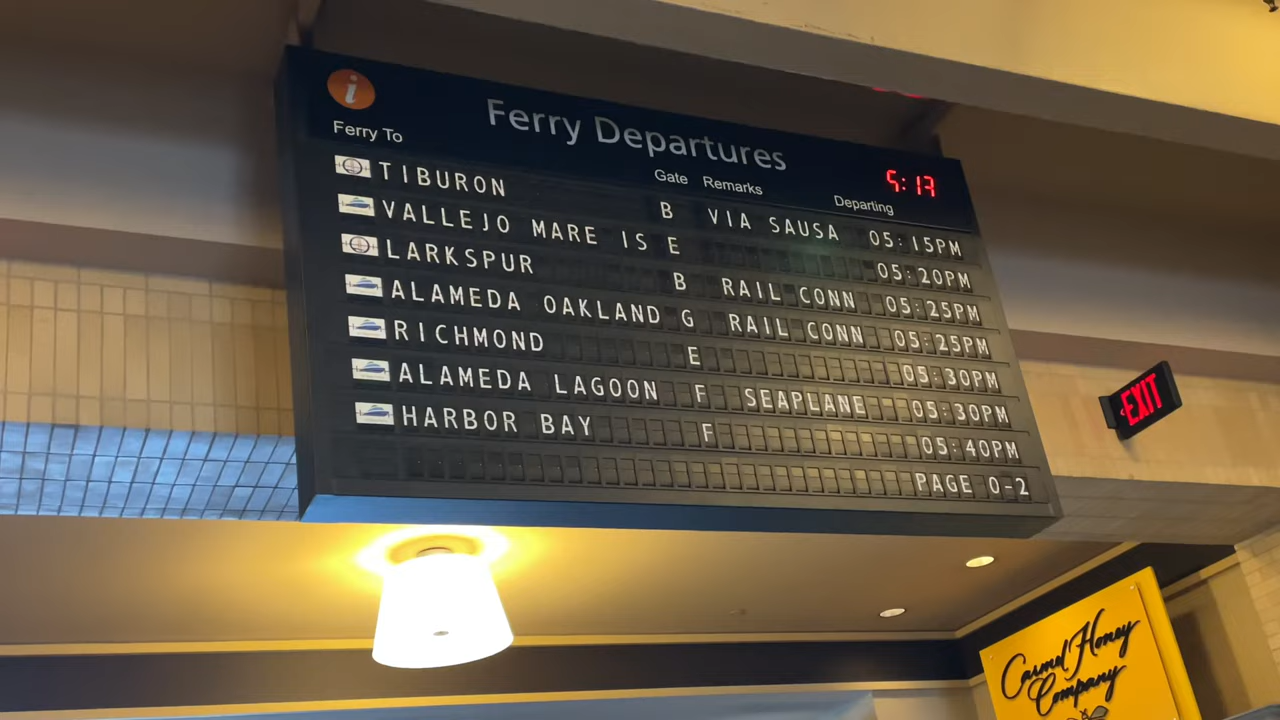 i
Ferry Departures
Ferry To Gate Remarks Departing 5:13
TIBURON B VIA SAUSA 05:15PM
VALLEJO MARE IS E 05:20PM
LARKSPUR B RAIL CONN 05:25PM
ALAMEDA OAKLAND G RAIL CONN 05:25PM
RICHMOND E 05:30PM
ALAMEDA LAGOON F SEAPLANE 05:30PM
HARBOR BAY F 05:40PM
PAGE 0-2
EXIT
Carmel Honey
Company